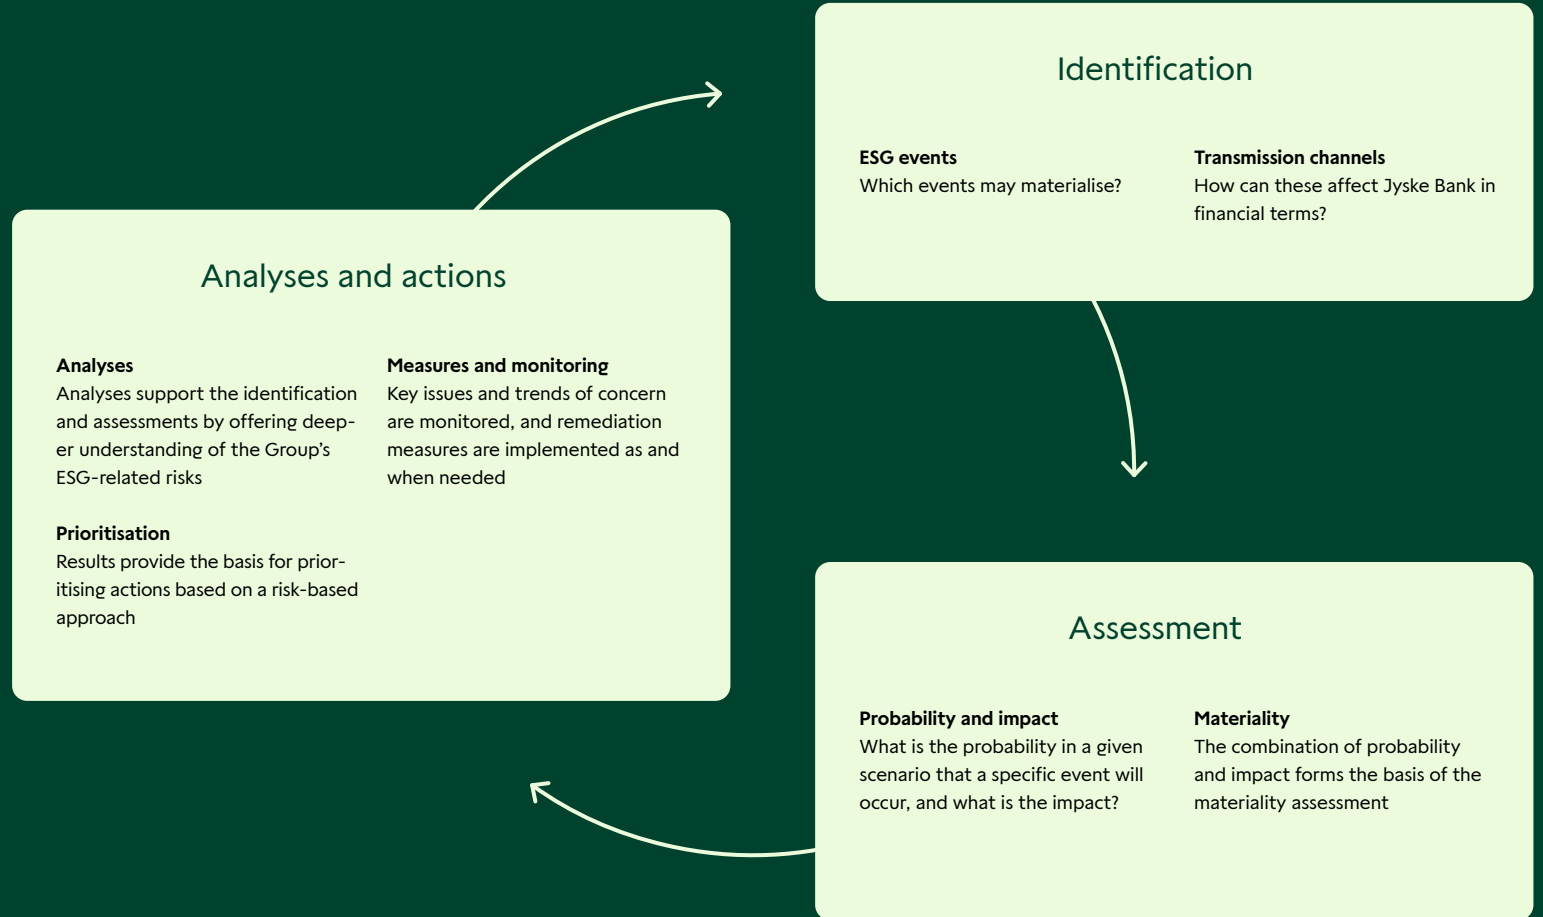 Identification
ESG events
Which events may materialise?
Transmission channels
How can these affect Jyske Bank in
financial terms?
Analyses and actions
Analyses
Analyses support the identification
and assessments by offering deep-
er understanding of the Group’s
ESG-related risks
Prioritisation
Results provide the basis for prior-
itising actions based on a risk-based
approach
Measures and monitoring
Key issues and trends of concern
are monitored, and remediation
measures are implemented as and
when needed
Assessment
Probability and impact
What is the probability in a given
scenario that a specific event will
occur, and what is the impact?
Materiality
The combination of probability
and impact forms the basis of the
materiality assessment